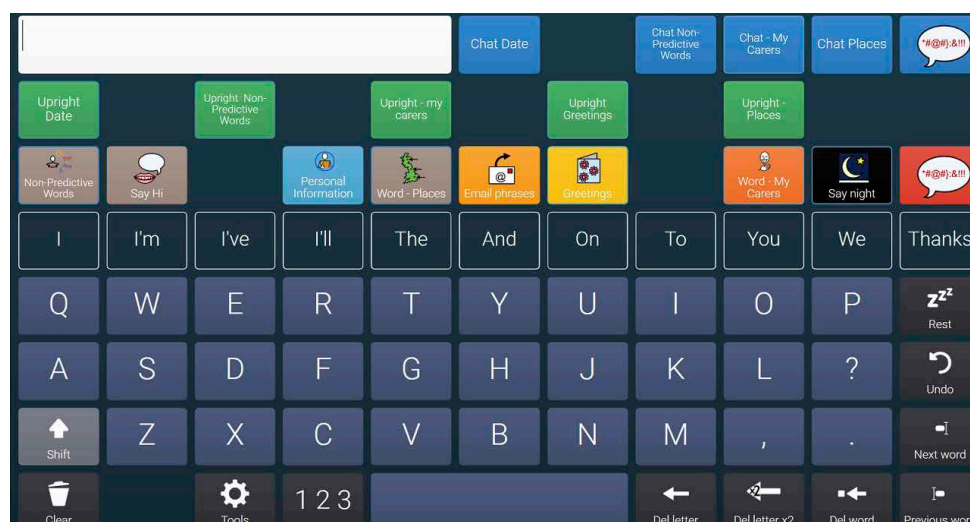 Chat Date
Chat Non-
Predictive
Words
Chat - My
Carers
Chat Places
*#@#}:&!!!
Upright
Date
Upright Non-
Predictive
Words
Upright - my
carers
Upright
Greetings
Upright -
Places
Non-Predictive
Words
Say Hi
Personal
Information
Word - Places
@
Email phrases
Greetings
Word - My
Carers
Say night
*#@#}:&!!!
I
I'm
I've
I'll
The
And
On
To
You
We
Thanks
Q
W
E
R
T
Y
U
I
O
P
zzz
Rest
A
S
D
F
G
H
J
K
L
?
Undo
Shift
Z
X
C
V
B
N
M
,
.
Next word
Clear
Tools
1 2 3
Del letter
x2
Del letter x2
Del word
Previous wor